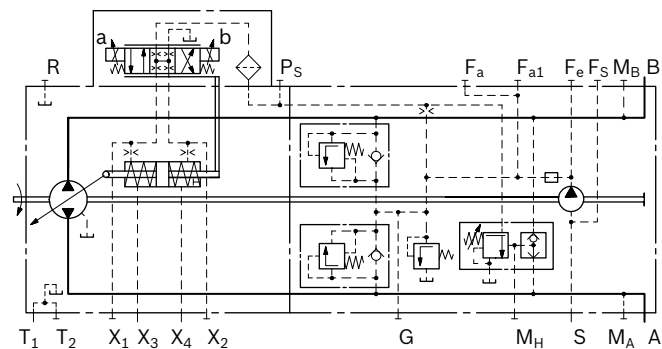 a b
R P_S F_a F_a1 F_e F_S M_B B
T_1 T_2 X_1 X_3 X_4 X_2 G M_H S M_A A